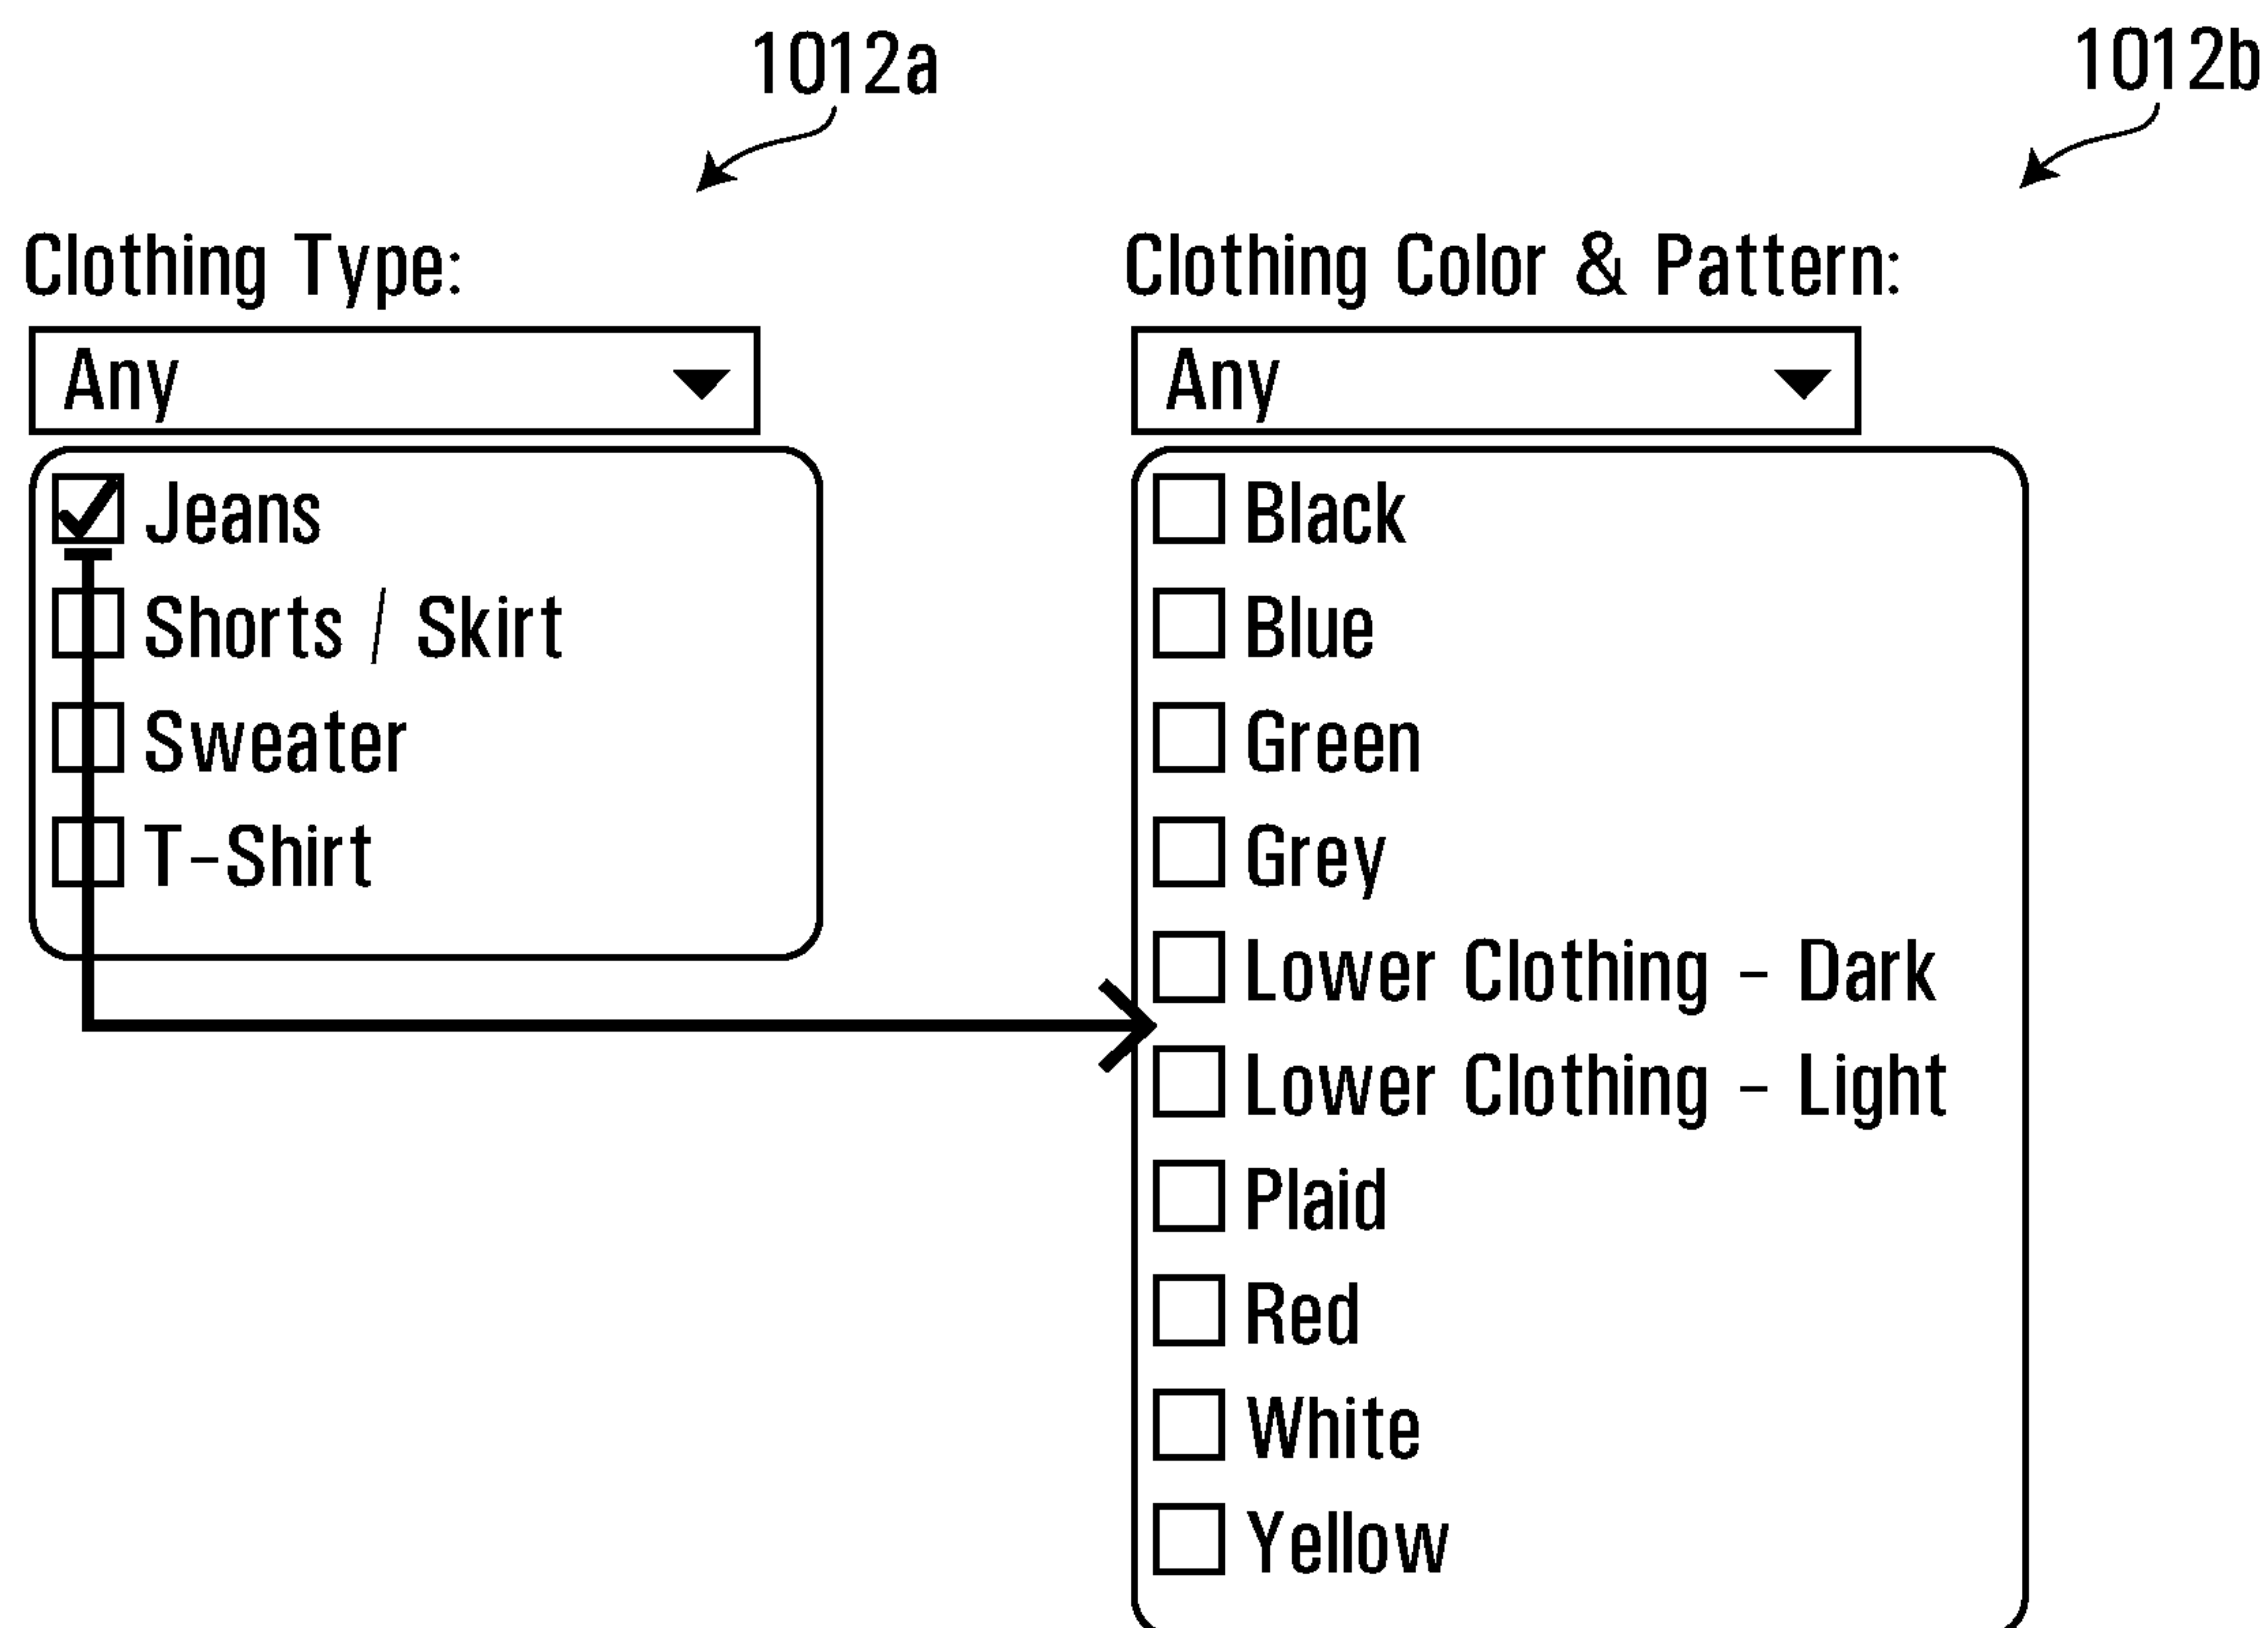 1012a
1012b
Clothing Type:
Any
Jeans
Shorts / Skirt
Sweater
T-Shirt
Clothing Color & Pattern:
Any
Black
Blue
Green
Grey
Lower Clothing - Dark
Lower Clothing - Light
Plaid
Red
White
Yellow